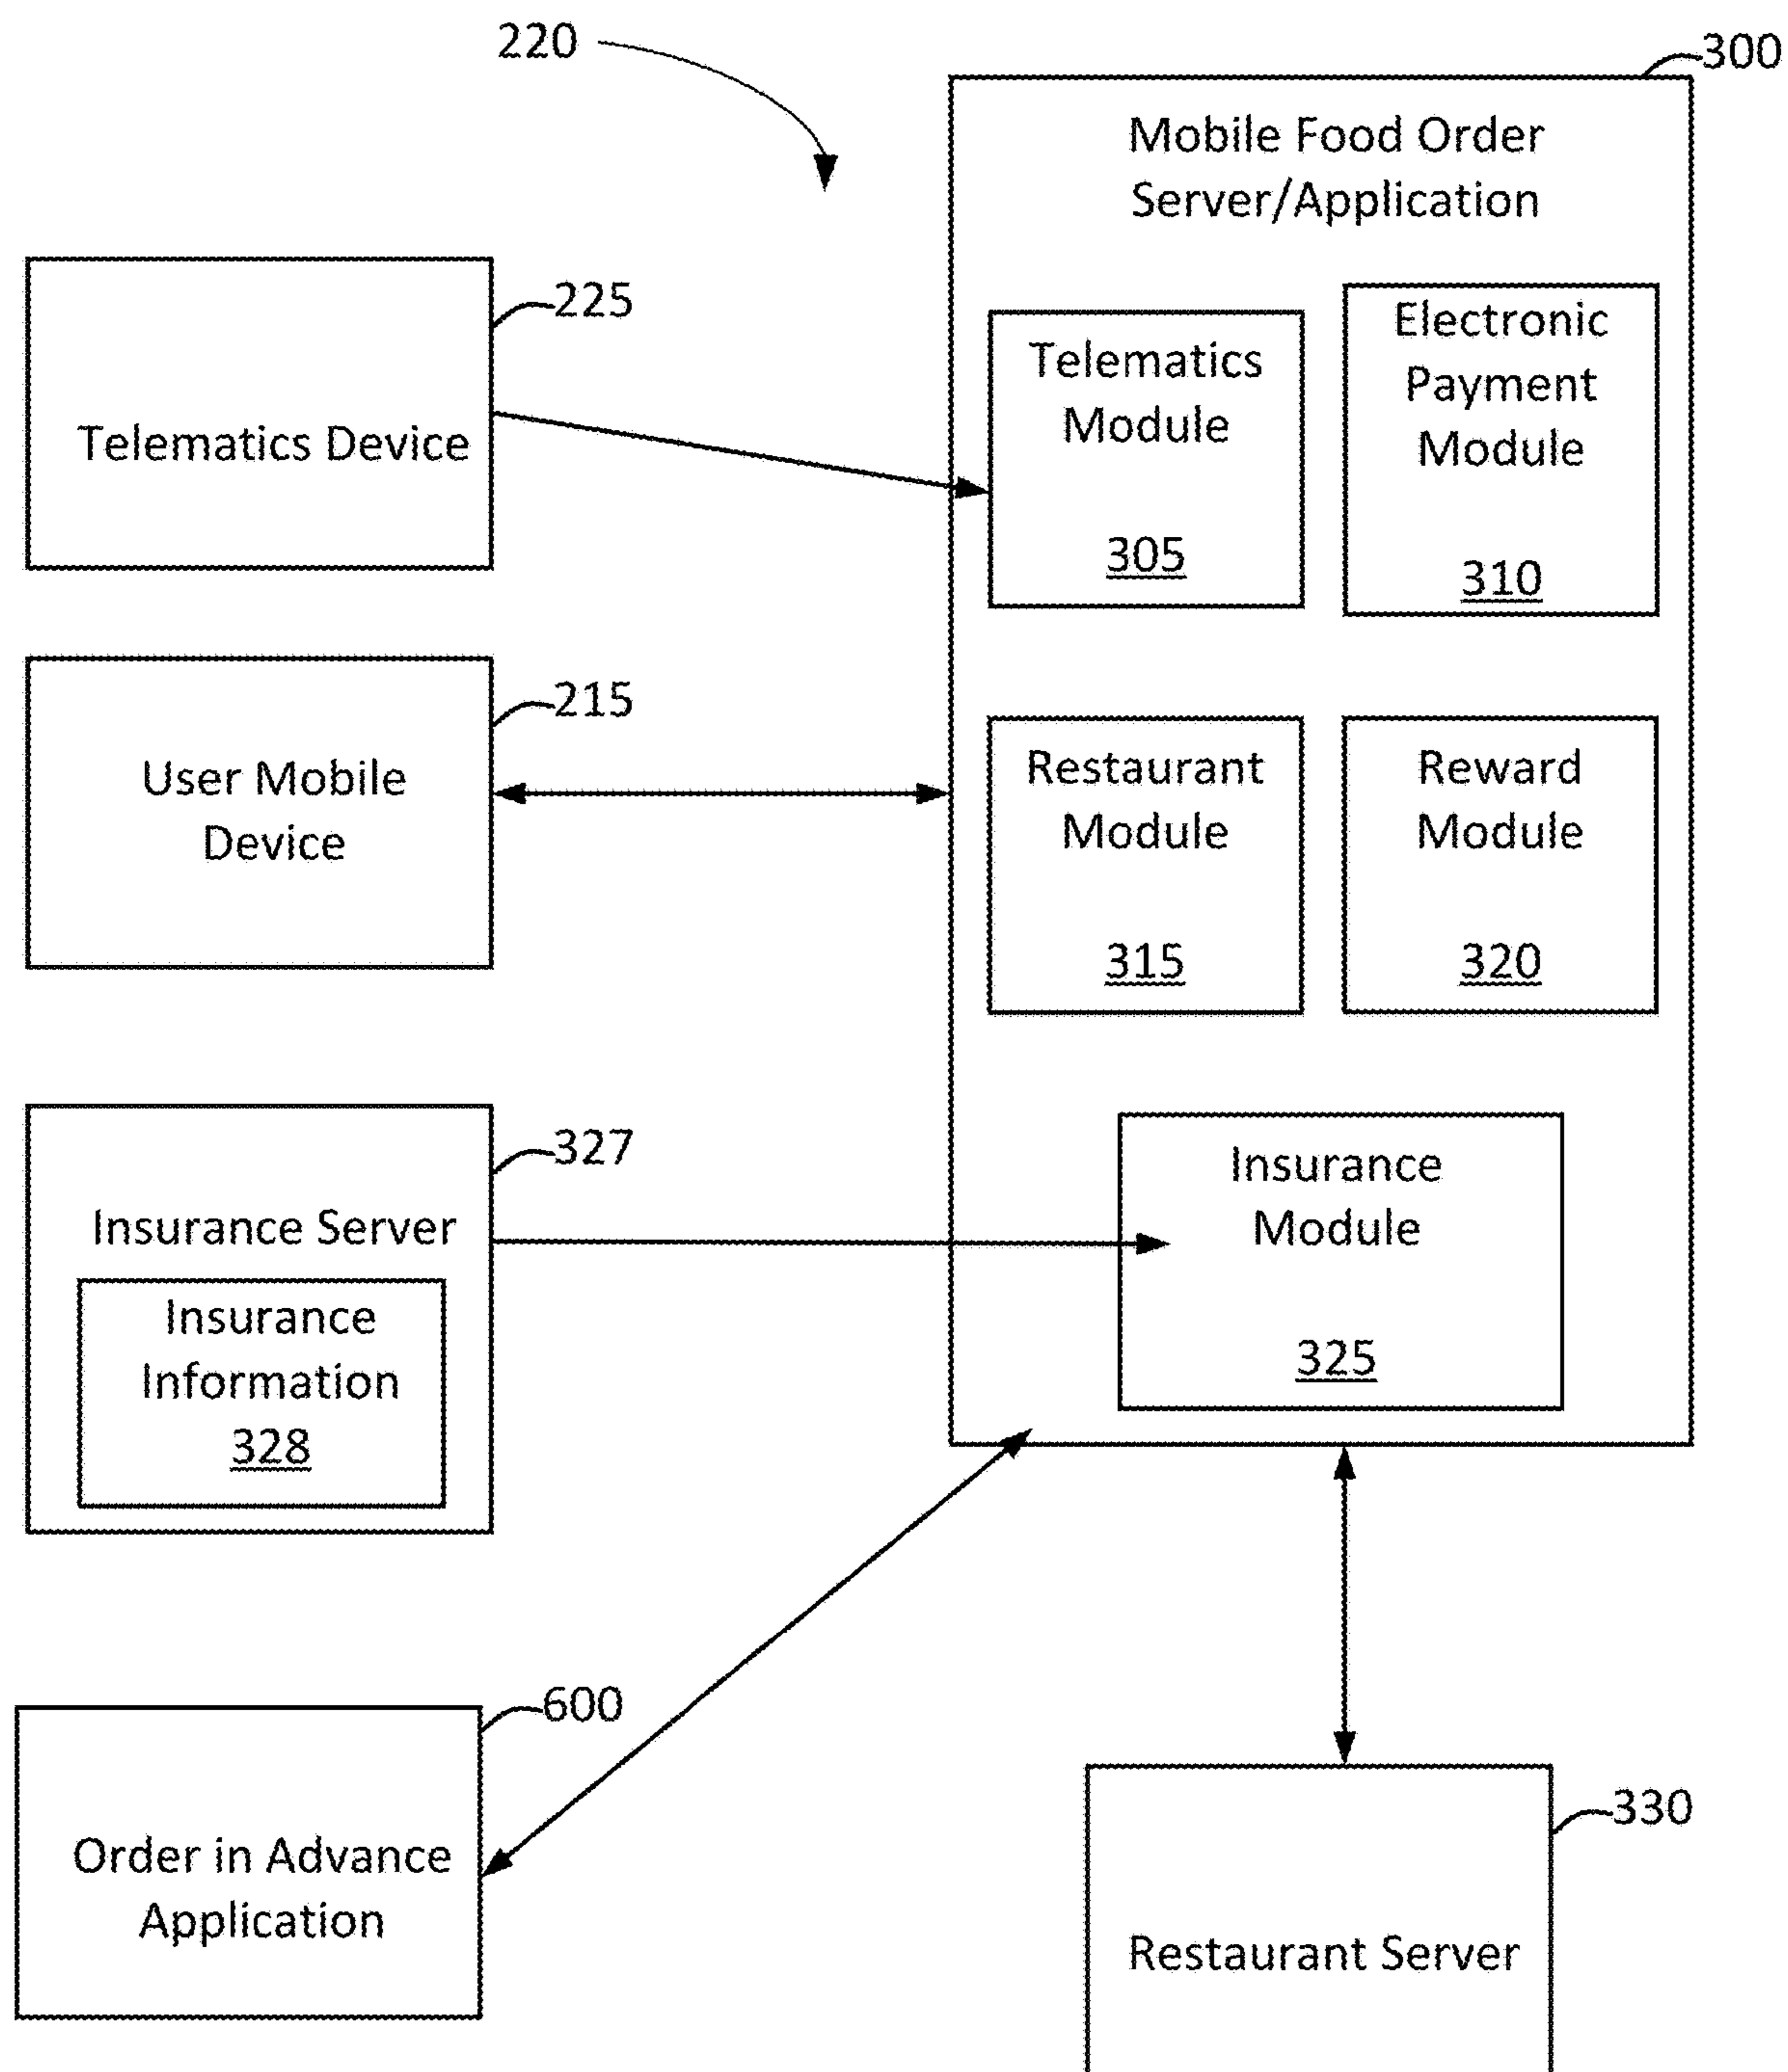 220
300
Mobile Food Order
Server/Application
225
Telematics Device
Telematics
Module
305
Electronic
Payment
Module
310
215
User Mobile
Device
Restaurant
Module
315
Reward
Module
320
327
Insurance Server
Insurance
Information
328
Insurance
Module
325
600
Order in Advance
Application
330
Restaurant Server